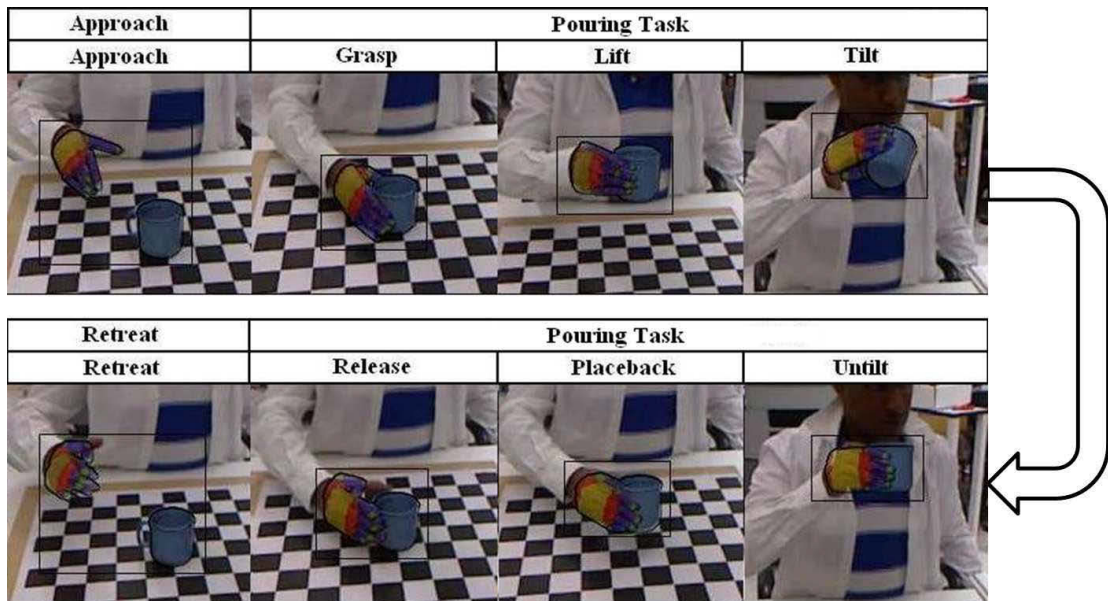 Approach Pouring Task
Approach Grasp Lift Tilt
Retreat Pouring Task
Retreat Release Placeback Untilt